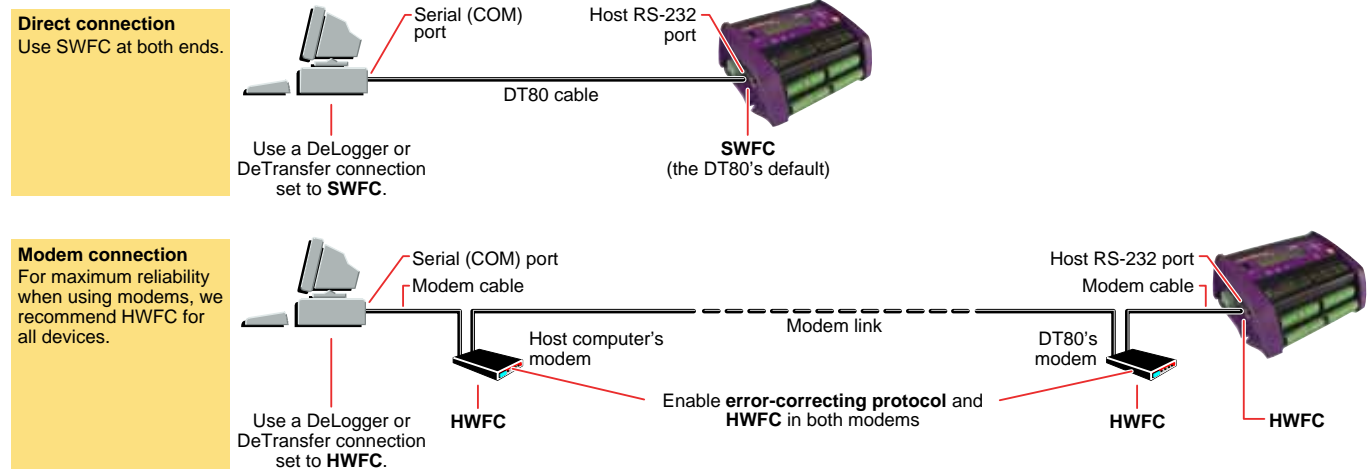 Direct connection
Use SWFC at both ends.
Serial (COM)
port
Host RS-232
port
DT80 cable
Use a DeLogger or
DeTransfer connection
set to SWFC.
SWFC
(the DT80's default)
Modem connection
For maximum reliability
when using modems, we
recommend HWFC for
all devices.
Serial (COM) port
Modem cable
Host RS-232 port
Modem cable
Modem link
Host computer's
modem
DT80's
modem
Enable error-correcting protocol and
HWFC in both modems
HWFC
HWFC
HWFC
Use a DeLogger or
DeTransfer connection
set to HWFC.